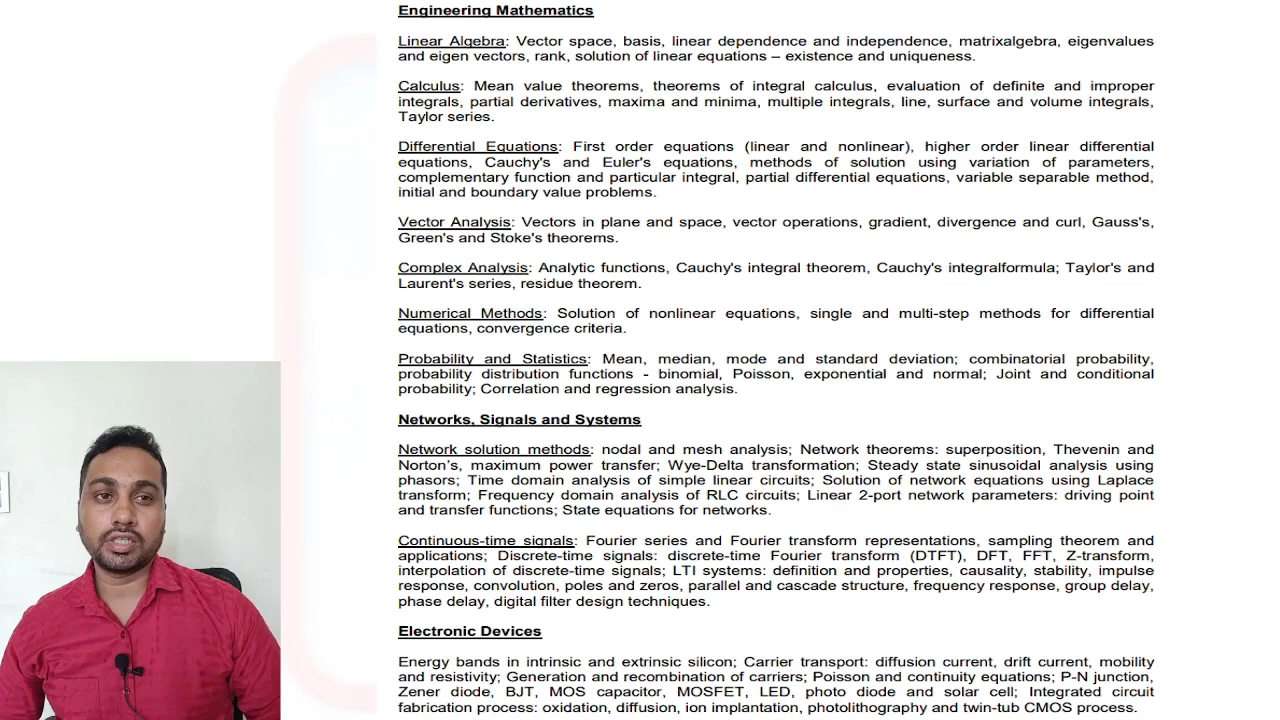 Engineering Mathematics
Linear Algebra: Vector space, basis, linear dependence and independence, matrixalgebra, eigenvalues
and eigen vectors, rank, solution of linear equations – existence and uniqueness.
Calculus: Mean value theorems, theorems of integral calculus, evaluation of definite and improper
integrals, partial derivatives, maxima and minima, multiple integrals, line, surface and volume integrals,
Taylor series.
Differential Equations: First order equations (linear and nonlinear), higher order linear differential
equations, Cauchy's and Euler's equations, methods of solution using variation of parameters,
complementary function and particular integral, partial differential equations, variable separable method,
initial and boundary value problems.
Vector Analysis: Vectors in plane and space, vector operations, gradient, divergence and curl, Gauss's,
Green's and Stoke's theorems.
Complex Analysis: Analytic functions, Cauchy's integral theorem, Cauchy's integralformula; Taylor's and
Laurent's series, residue theorem.
Numerical Methods: Solution of nonlinear equations, single and multi-step methods for differential
equations, convergence criteria.
Probability and Statistics: Mean, median, mode and standard deviation; combinatorial probability,
probability distribution functions - binomial, Poisson, exponential and normal; Joint and conditional
probability; Correlation and regression analysis.
Networks, Signals and Systems
Network solution methods: nodal and mesh analysis; Network theorems: superposition, Thevenin and
Norton's, maximum power transfer; Wye-Delta transformation; Steady state sinusoidal analysis using
phasors; Time domain analysis of simple linear circuits; Solution of network equations using Laplace
transform; Frequency domain analysis of RLC circuits; Linear 2-port network parameters: driving point
and transfer functions; State equations for networks.
Continuous-time signals: Fourier series and Fourier transform representations, sampling theorem and
applications; Discrete-time signals: discrete-time Fourier transform (DTFT), DFT, FFT, Z-transform,
interpolation of discrete-time signals; LTI systems: definition and properties, causality, stability, impulse
response, convolution, poles and zeros, parallel and cascade structure, frequency response, group delay,
phase delay, digital filter design techniques.
Electronic Devices
Energy bands in intrinsic and extrinsic silicon; Carrier transport: diffusion current, drift current, mobility
and resistivity; Generation and recombination of carriers; Poisson and continuity equations; P-N junction,
Zener diode, BJT, MOS capacitor, MOSFET, LED, photo diode and solar cell; Integrated circuit
fabrication process: oxidation, diffusion, ion implantation, photolithography and twin-tub CMOS process.